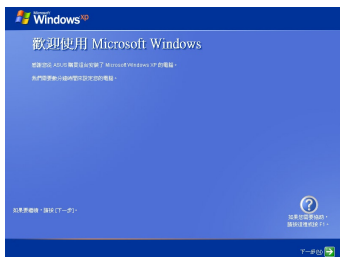 Microsoft
Windows xp
歡迎使用 Microsoft Windows
感謝您從 ASUS 購買這台安裝了 Microsoft Windows XP 的電腦。
我們需要數分鐘時間來設定您的電腦。
如果要繼續，請按 [下一步]。
如果您需要協助，
請按這裡或按 F1。
下一步(N)